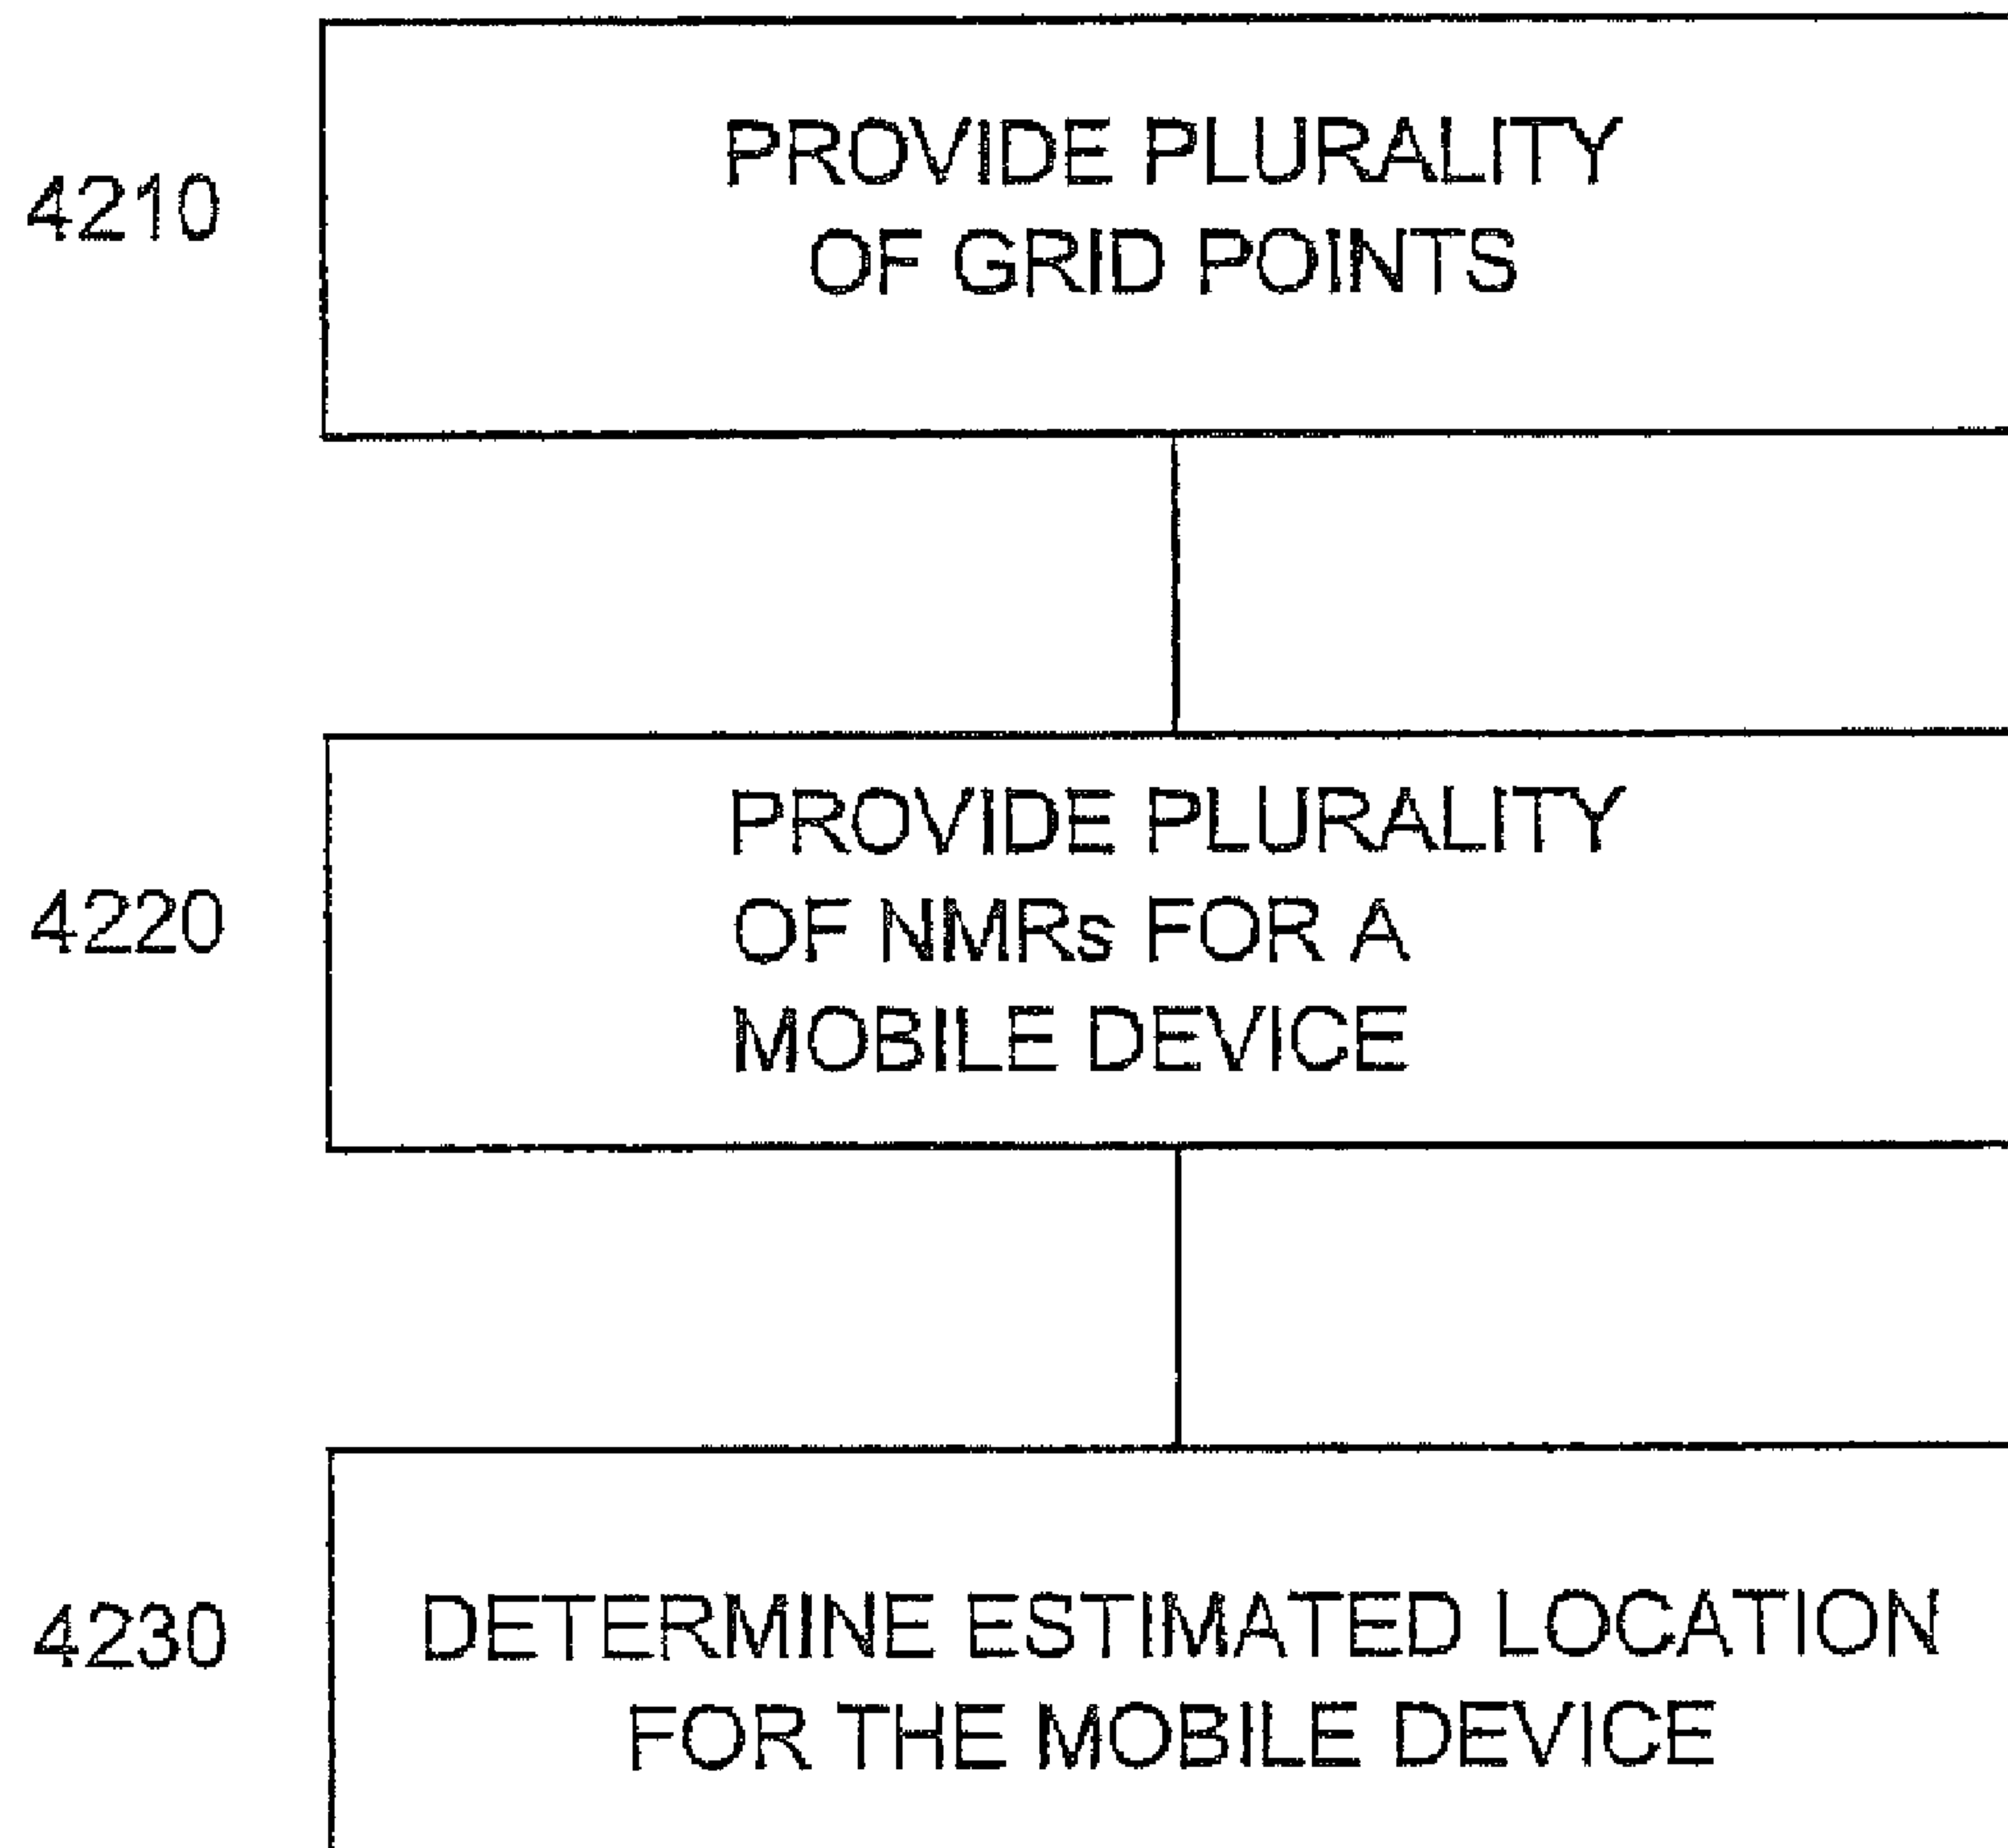 4210
PROVIDE PLURALITY
OF GRID POINTS
4220
PROVIDE PLURALITY
OF NMRs FOR A
MOBILE DEVICE
4230
DETERMINE ESTIMATED LOCATION
FOR THE MOBILE DEVICE